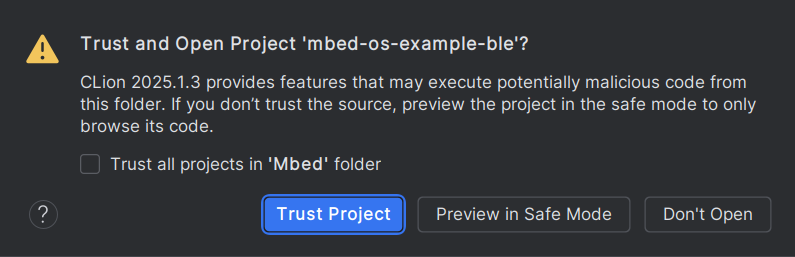 Trust and Open Project 'mbed-os-example-ble'?
CLion 2025.1.3 provides features that may execute potentially malicious code from
this folder. If you don’t trust the source, preview the project in the safe mode to only
browse its code.
Trust all projects in 'Mbed' folder
? Trust Project Preview in Safe Mode Don't Open